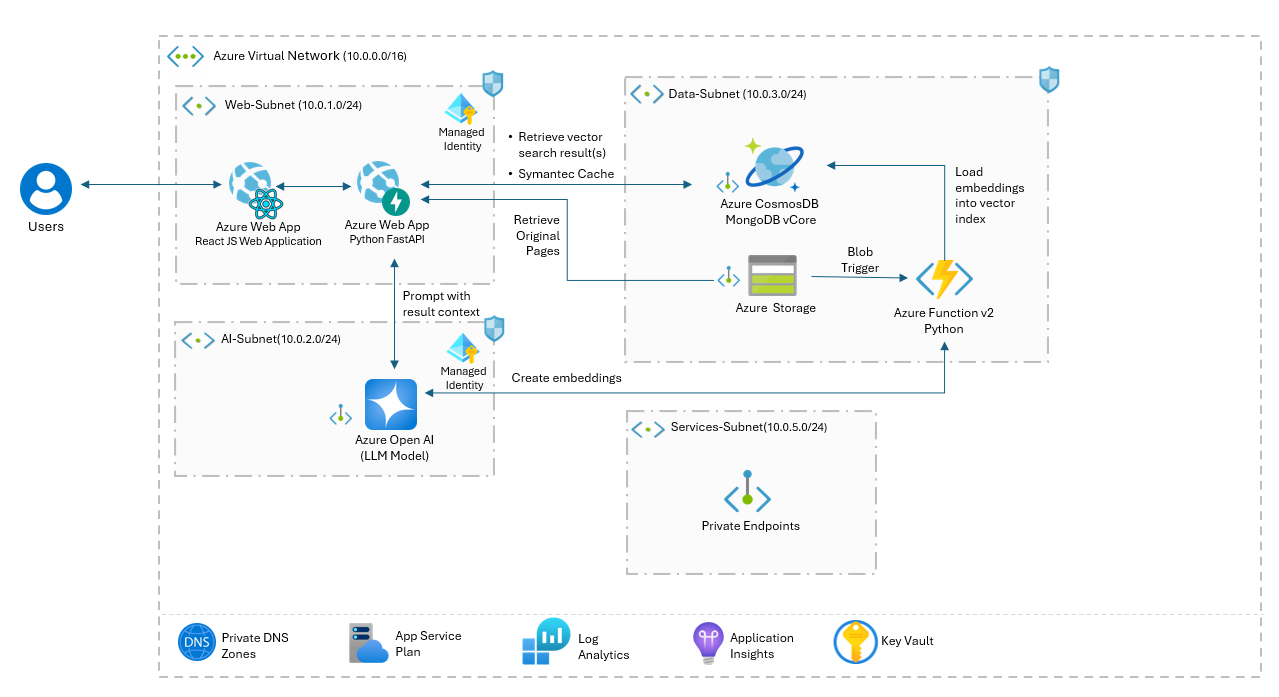 Azure Virtual Network (10.0.0.0/16)
Web-Subnet (10.0.1.0/24)
Managed
Identity
Users
Azure Web App
React JS Web Application
Azure Web App
Python FastAPI
• Retrieve vector
search result(s)
• Symantec Cache
Retrieve
Original
Pages
Data-Subnet (10.0.3.0/24)
Azure CosmosDB
MongoDB vCore
Load
embeddings
into vector
index
Blob
Trigger
Azure Storage
Azure Function v2
Python
Prompt with
result context
AI-Subnet(10.0.2.0/24)
Managed
Identity
Create embeddings
Azure Open AI
(LLM Model)
Services-Subnet(10.0.5.0/24)
Private Endpoints
DNS
Private DNS
Zones
App Service
Plan
Log
Analytics
Application
Insights
Key Vault